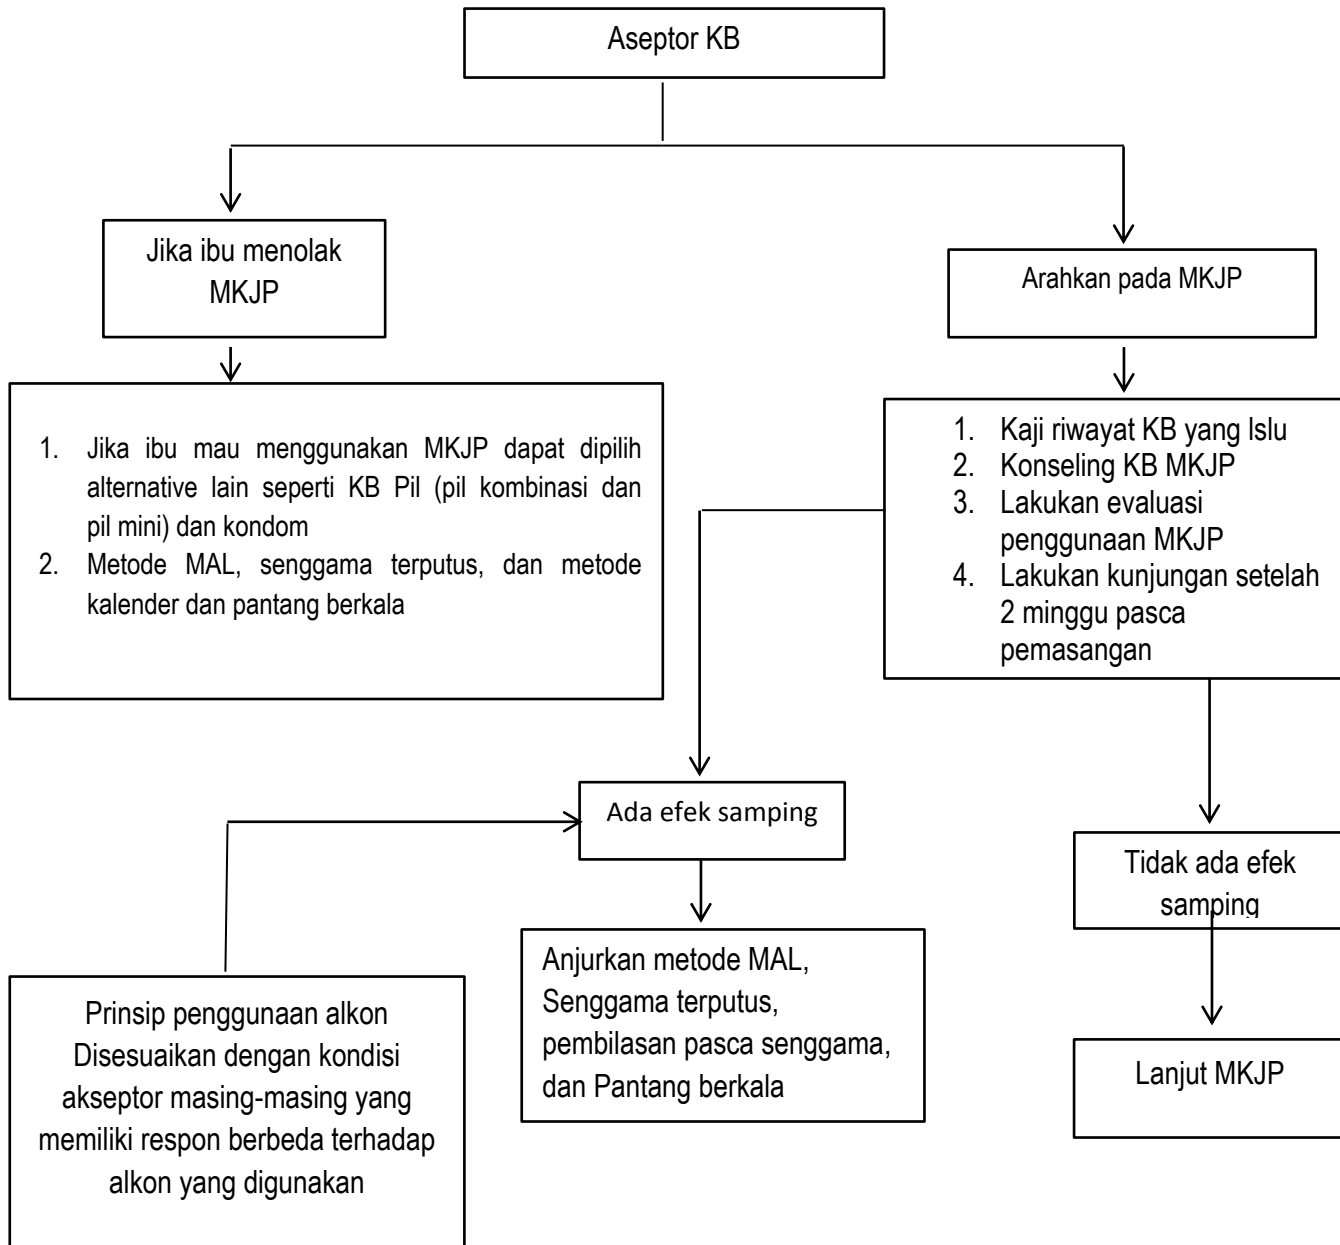 Aseptor KB
Jika ibu menolak
MKJP
Arahkan pada MKJP
1. Jika ibu mau menggunakan MKJP dapat dipilih
alternative lain seperti KB Pil (pil kombinasi dan
pil mini) dan kondom
2. Metode MAL, senggama terputus, dan metode
kalender dan pantang berkala
1. Kaji riwayat KB yang lslu
2. Konseling KB MKJP
3. Lakukan evaluasi
penggunaan MKJP
4. Lakukan kunjungan setelah
2 minggu pasca
pemasangan
Ada efek samping
Tidak ada efek
samping
Anjurkan metode MAL,
Senggama terputus,
pembilasan pasca senggama,
dan Pantang berkala
Lanjut MKJP
Prinsip penggunaan alkon
Disesuaikan dengan kondisi
akseptor masing-masing yang
memiliki respon berbeda terhadap
alkon yang digunakan